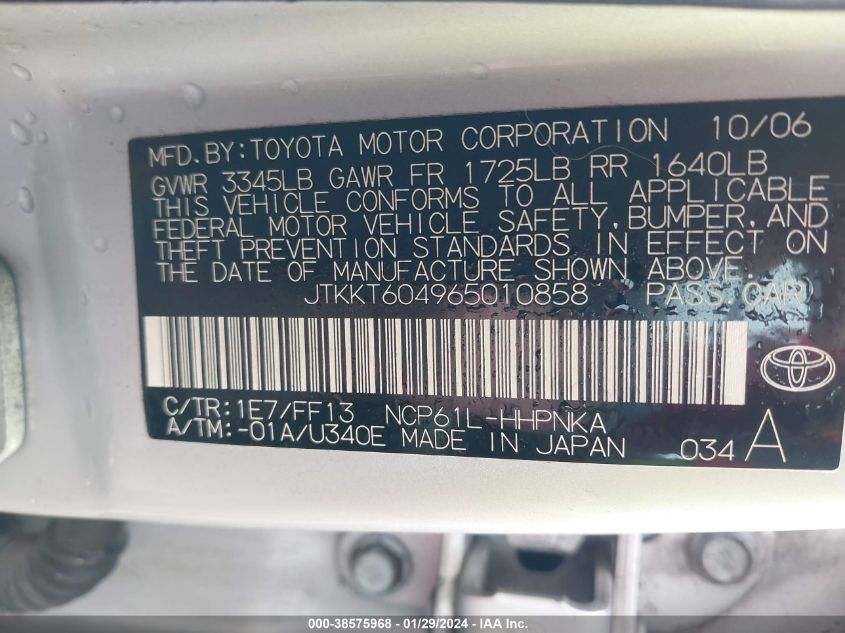 MFD. BY: TOYOTA MOTOR CORPORATION 10/06
GVWR 3345LB GAWR FR 1725LB RR 1640LB
THIS VEHICLE CONFORMS TO ALL APPLICABLE
FEDERAL MOTOR VEHICLE SAFETY, BUMPER, AND
THEFT PREVENTION STANDARDS IN EFFECT ON
THE DATE OF MANUFACTURE SHOWN ABOVE.
JTKKT604965010858 PASS. CAR
C/TR: 1E7/FF13 NCP61L-HHPNKA
A/TM: -01A/U340E MADE IN JAPAN 034 A
000-38575968 | 01/29/2024 - IAA Inc.